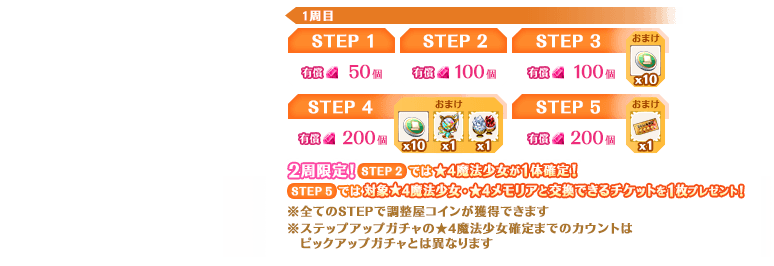 1周目
STEP 1
有償 50個
STEP 2
有償 100個
STEP 3
有償 100個
おまけ
x10
STEP 4
有償 200個
おまけ
x10 x1 x1
STEP 5
有償 200個
おまけ
x1
2周限定! STEP 2 では★4魔法少女が1体確定!
STEP 5 では対象★4魔法少女・★4メモリアと交換できるチケットを1枚プレゼント!
※全てのSTEPで調整屋コインが獲得できます
※ステップアップガチャの★4魔法少女確定までのカウントは
ピックアップガチャとは異なります